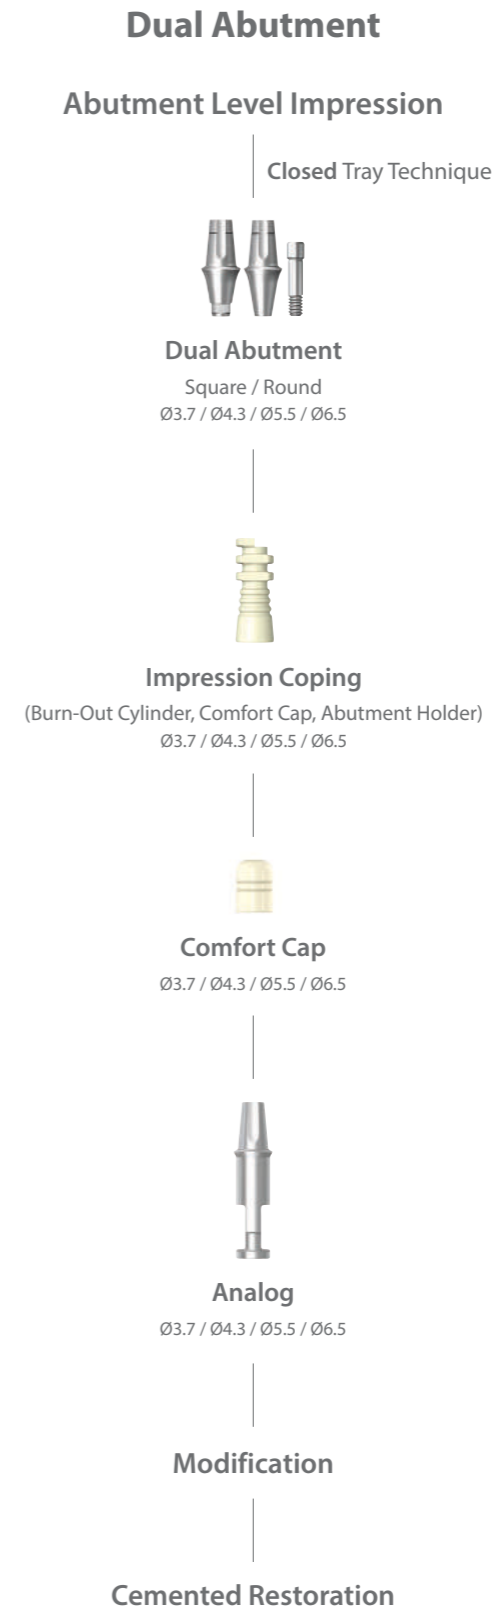 Dual Abutment
Abutment Level Impression
Closed Tray Technique
Dual Abutment
Square / Round
Ø3.7 / Ø4.3 / Ø5.5 / Ø6.5
Impression Coping
(Burn-Out Cylinder, Comfort Cap, Abutment Holder)
Ø3.7 / Ø4.3 / Ø5.5 / Ø6.5
Comfort Cap
Ø3.7 / Ø4.3 / Ø5.5 / Ø6.5
Analog
Ø3.7 / Ø4.3 / Ø5.5 / Ø6.5
Modification
Cemented Restoration